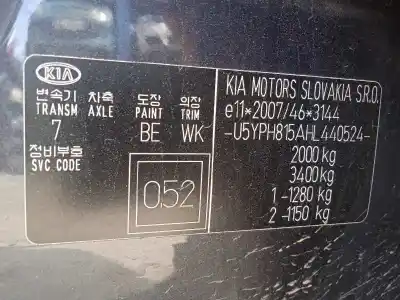 KIA
변속기 차축 도장 의장
TRANSM AXLE PAINT TRIM
7 BE WK
정비부호
SVC CODE
052
KIA MOTORS SLOVAKIA S.R.O.
e11*2007/46*3144
-U5YPH815AHL440524-
2000 kg
3400 kg
1 -1280 kg
2 -1150 kg